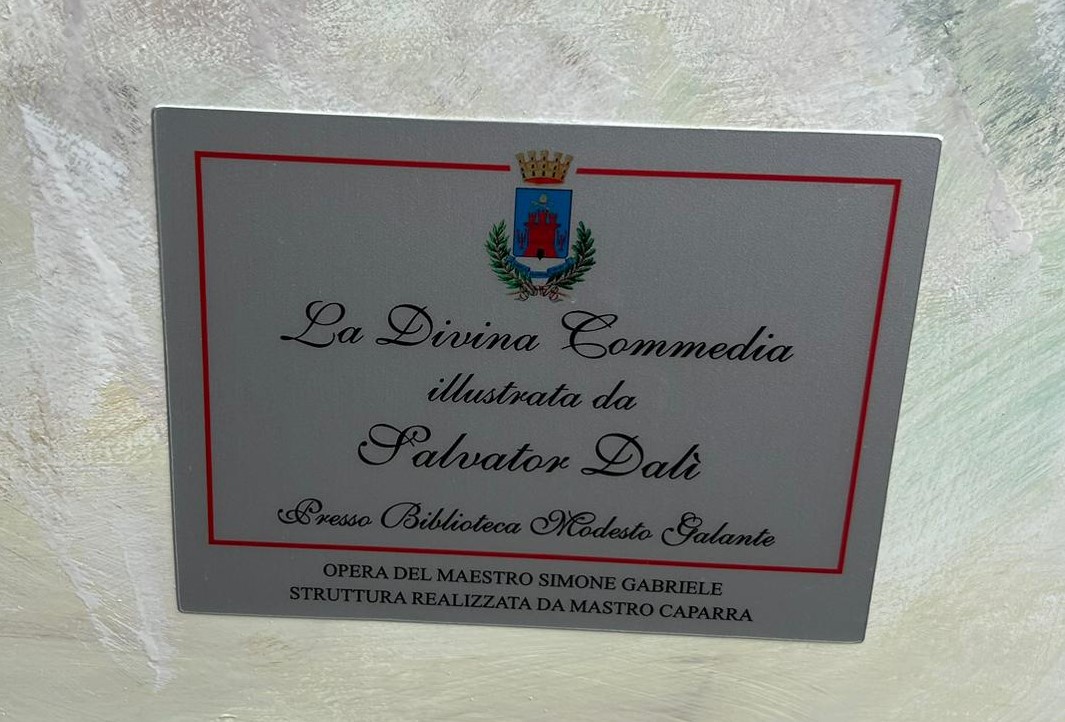 La Divina Commedia
illustrata da
Salvator Dalì
Presso Biblioteca Modesto Galante
OPERA DEL MAESTRO SIMONE GABRIELE
STRUTTURA REALIZZATA DA MASTRO CAPARRA